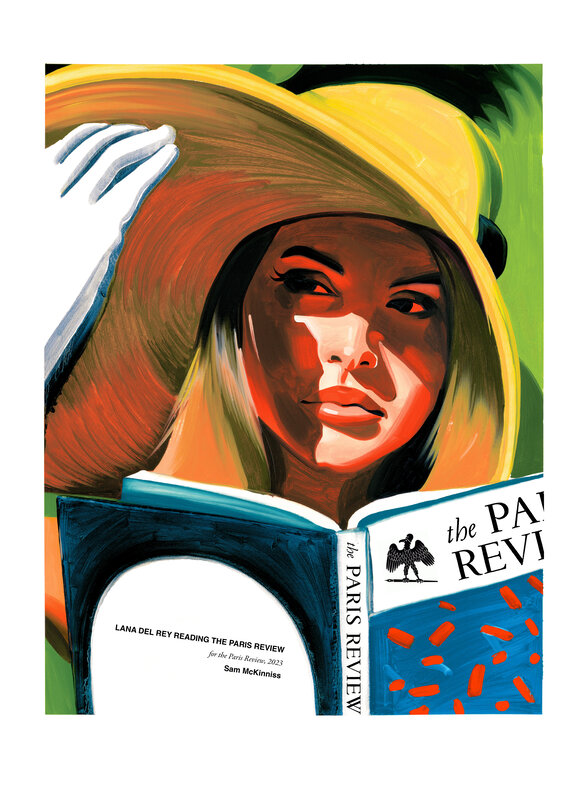 LANA DEL REY READING THE PARIS REVIEW
for the Paris Review, 2023
Sam McKinniss
the PARIS REVIEW
the PA
REVI